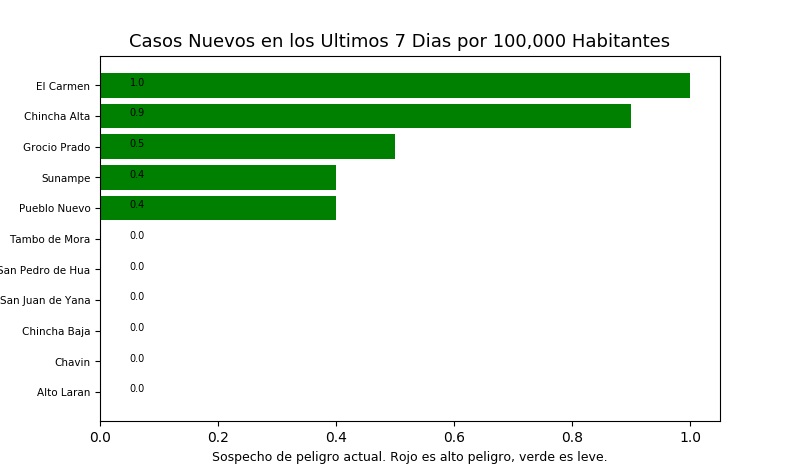 Casos Nuevos en los Ultimos 7 Dias por 100,000 Habitantes
El Carmen 1.0
Chincha Alta 0.9
Grocio Prado 0.5
Sunampe 0.4
Pueblo Nuevo 0.4
Tambo de Mora 0.0
San Pedro de Hua 0.0
San Juan de Yana 0.0
Chincha Baja 0.0
Chavin 0.0
Alto Laran 0.0
0.0 0.2 0.4 0.6 0.8 1.0
Sospecho de peligro actual. Rojo es alto peligro, verde es leve.